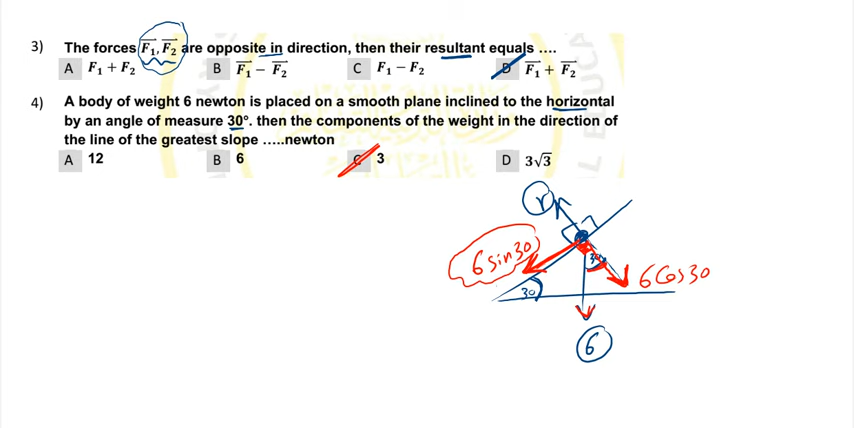 3) The forces F₁⃗, F₂⃗ are opposite in direction, then their resultant equals ....
A F₁ + F₂ B F₁⃗ − F₂⃗ C F₁ − F₂ D F₁⃗ + F₂⃗
4) A body of weight 6 newton is placed on a smooth plane inclined to the horizontal
by an angle of measure 30°. then the components of the weight in the direction of
the line of the greatest slope .....newton
A 12 B 6 C 3 D 3√3
r
6 sin 30
30
6 Cos 30
30
6